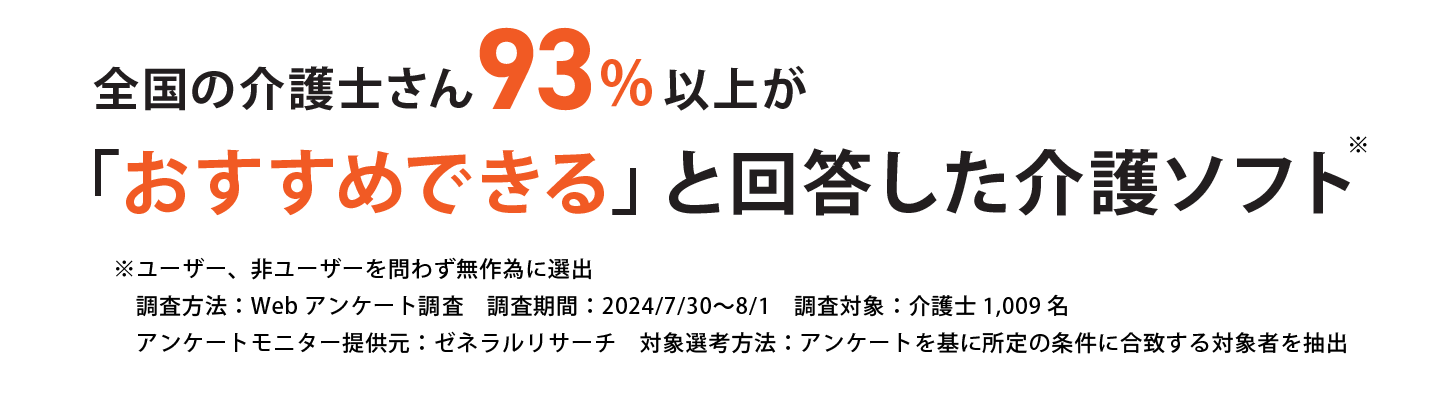 全国の介護士さん93%以上が
「おすすめできる」と回答した介護ソフト※
※ユーザー、非ユーザーを問わず無作為に選出
調査方法：Webアンケート調査　調査期間：2024/7/30〜8/1　調査対象：介護士1,009名
アンケートモニター提供元：ゼネラルリサーチ　対象選考方法：アンケートを基に所定の条件に合致する対象者を抽出